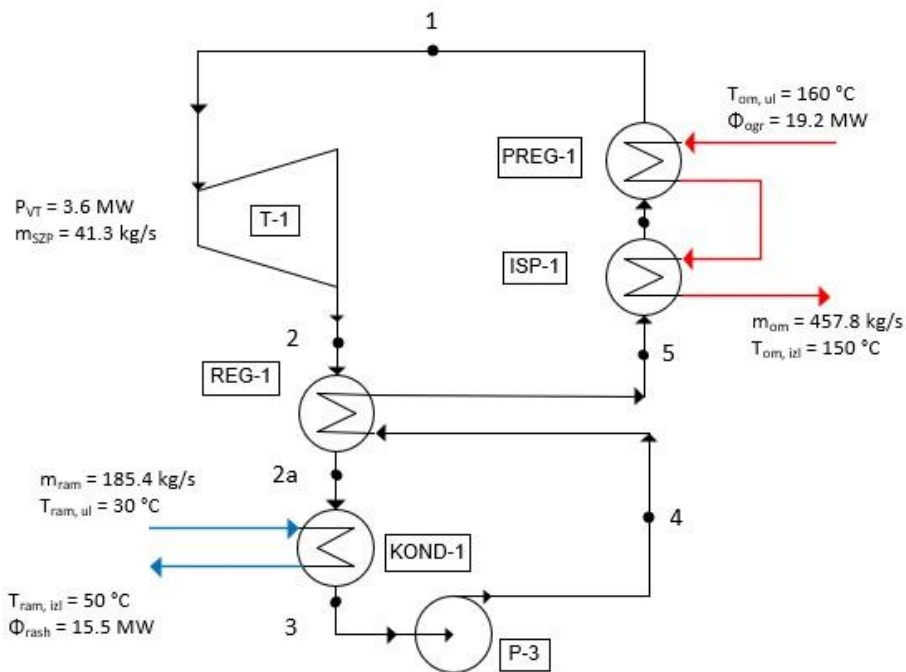 1
T_om, ul = 160 °C
Φ_ogr = 19.2 MW
PREG-1
P_VT = 3.6 MW
m_SZP = 41.3 kg/s
T-1
ISP-1
m_om = 457.8 kg/s
T_om, izl = 150 °C
2
5
REG-1
2a
m_ram = 185.4 kg/s
T_ram, ul = 30 °C
4
KOND-1
T_ram, izl = 50 °C
Φ_rash = 15.5 MW
3
P-3